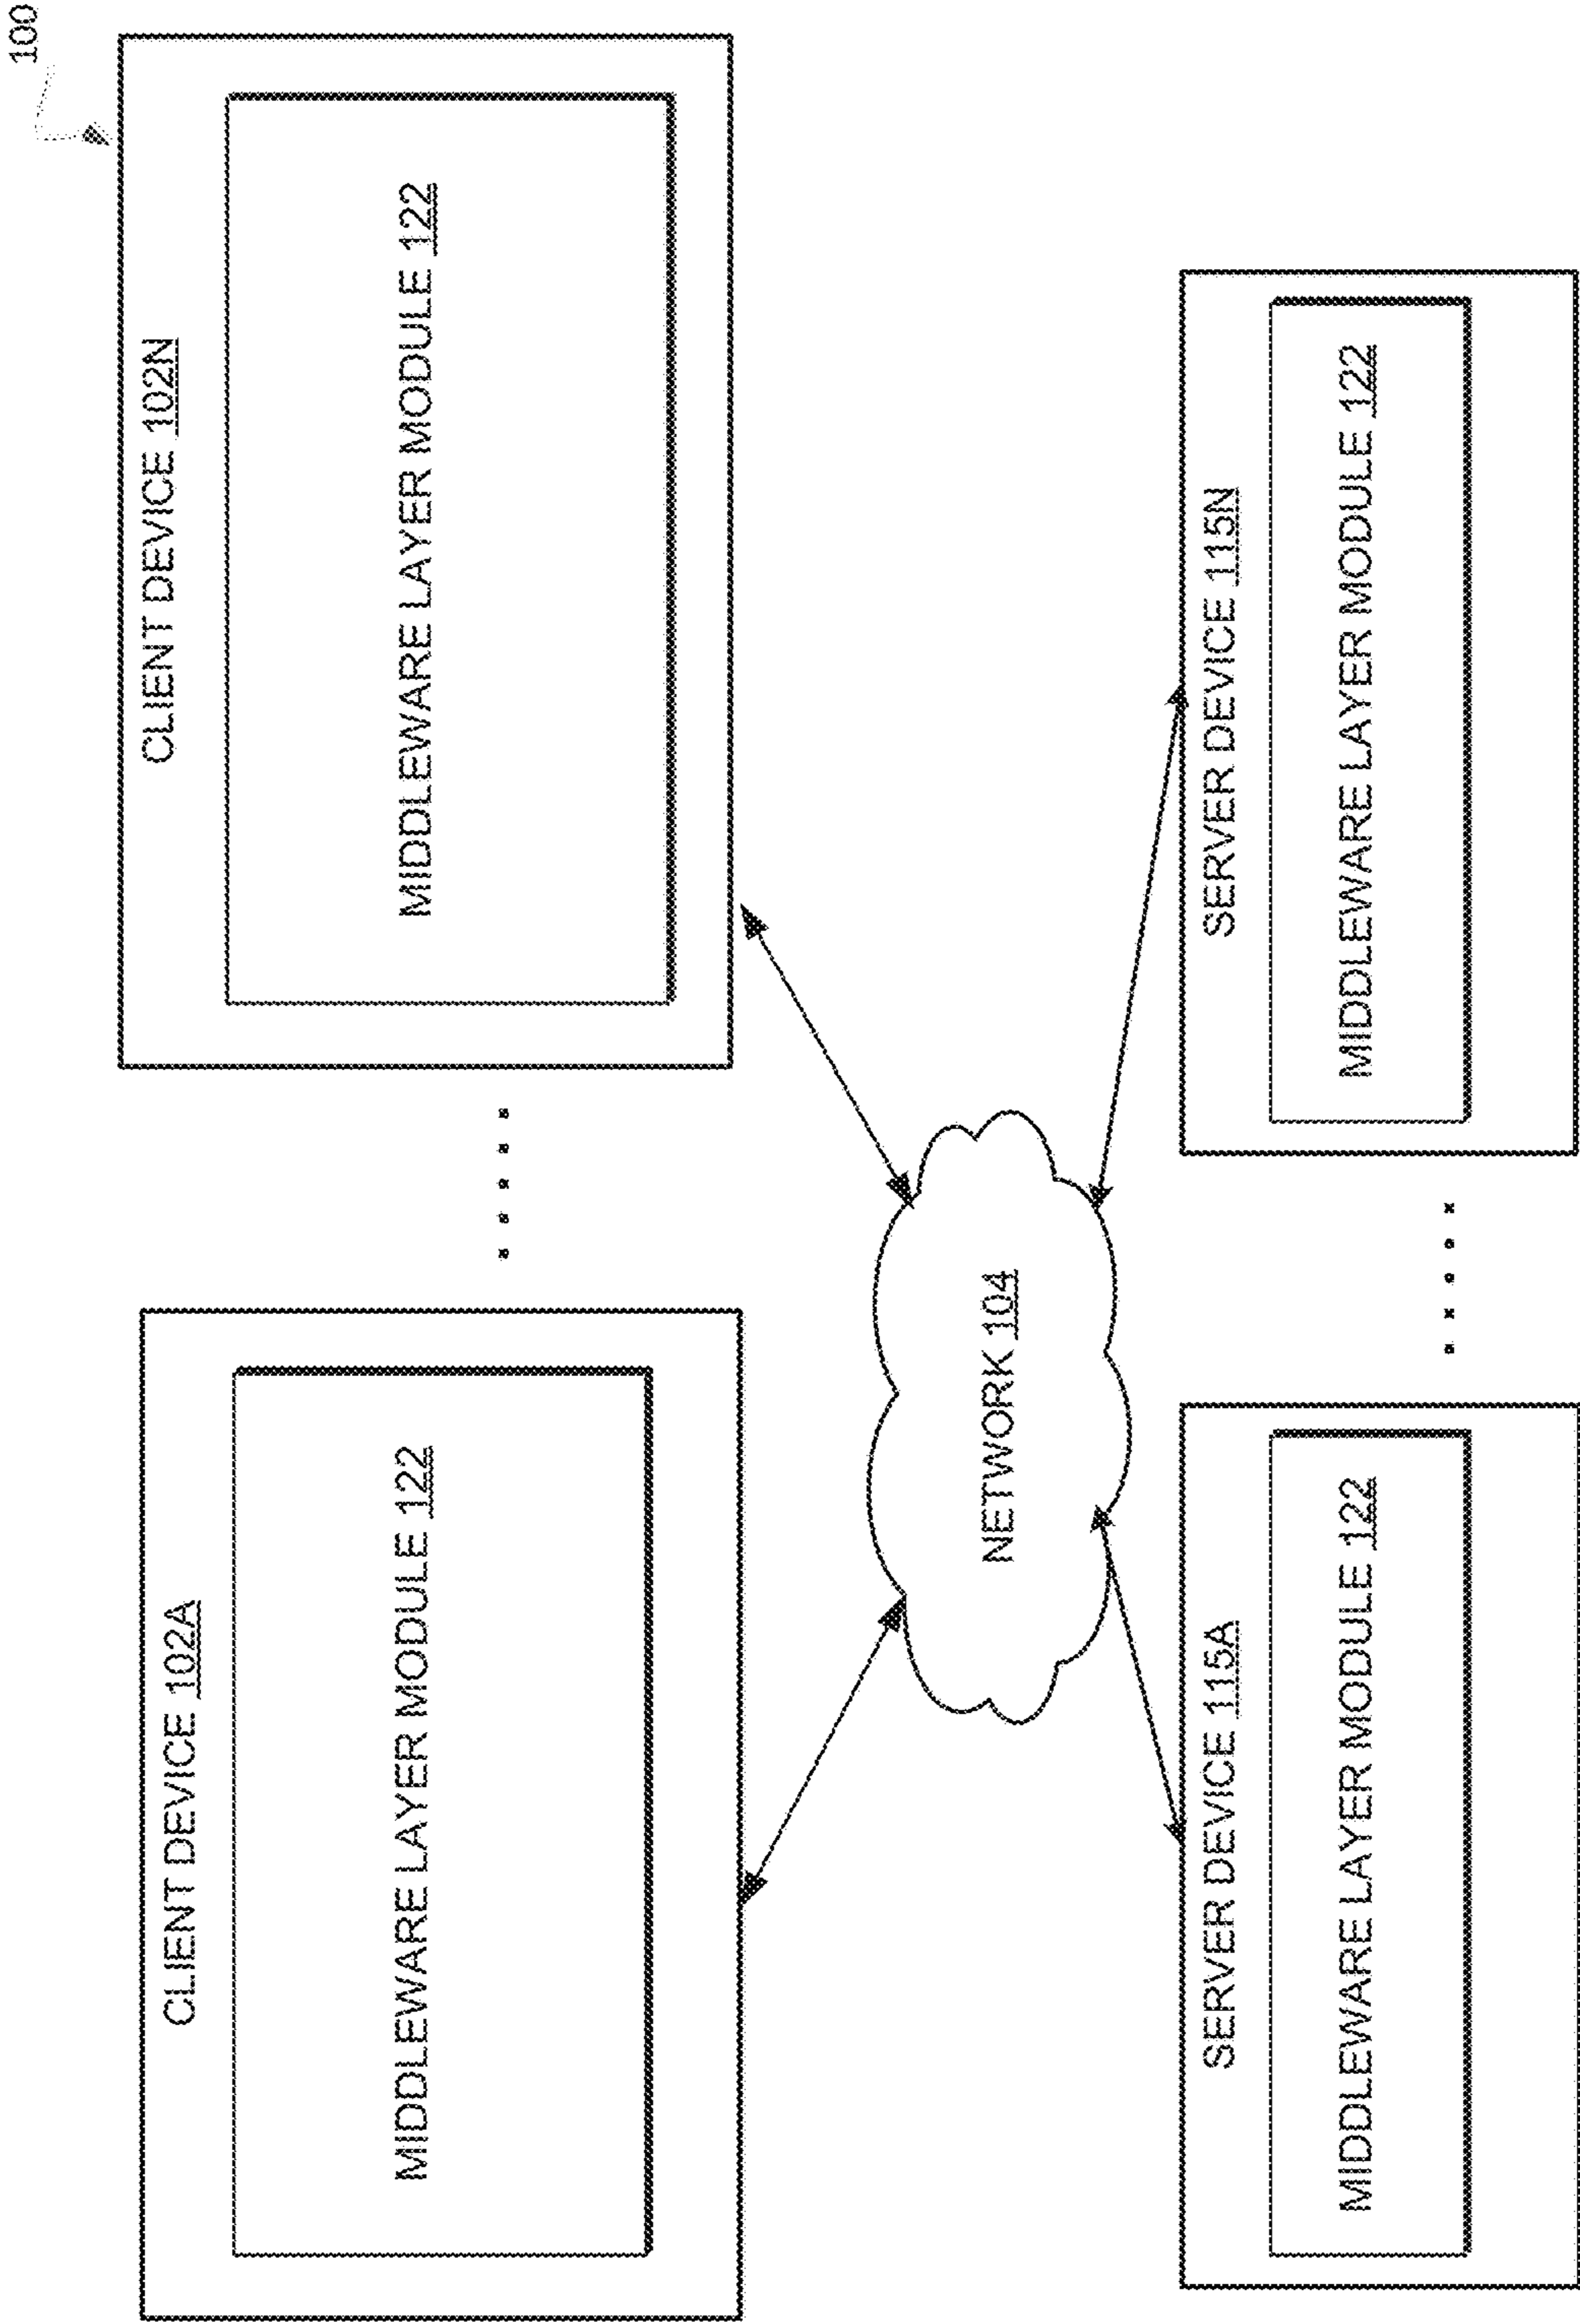 100
CLIENT DEVICE 102A
MIDDLEWARE LAYER MODULE 122
CLIENT DEVICE 102N
MIDDLEWARE LAYER MODULE 122
NETWORK 104
SERVER DEVICE 115A
MIDDLEWARE LAYER MODULE 122
SERVER DEVICE 115N
MIDDLEWARE LAYER MODULE 122